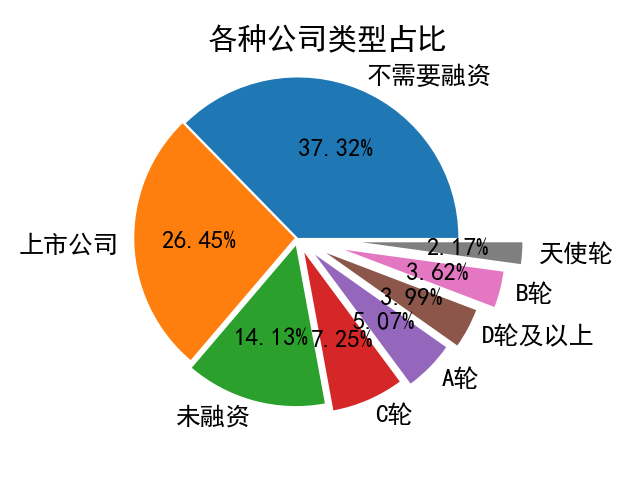 各种公司类型占比
不需要融资
37.32%
上市公司
26.45%
2.17%
天使轮
3.62%
B轮
3.99%
D轮及以上
5.07%
A轮
14.13%
7.25%
未融资
C轮